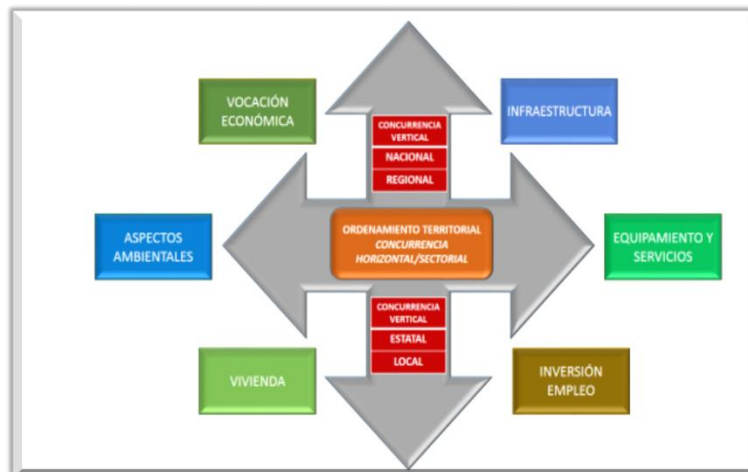 VOCACIÓN
ECONÓMICA
INFRAESTRUCTURA
CONCURRENCIA
VERTICAL
NACIONAL
REGIONAL
ASPECTOS
AMBIENTALES
ORDENAMIENTO TERRITORIAL
CONCURRENCIA
HORIZONTAL/SECTORIAL
EQUIPAMIENTO Y
SERVICIOS
CONCURRENCIA
VERTICAL
ESTATAL
LOCAL
VIVIENDA
INVERSIÓN
EMPLEO